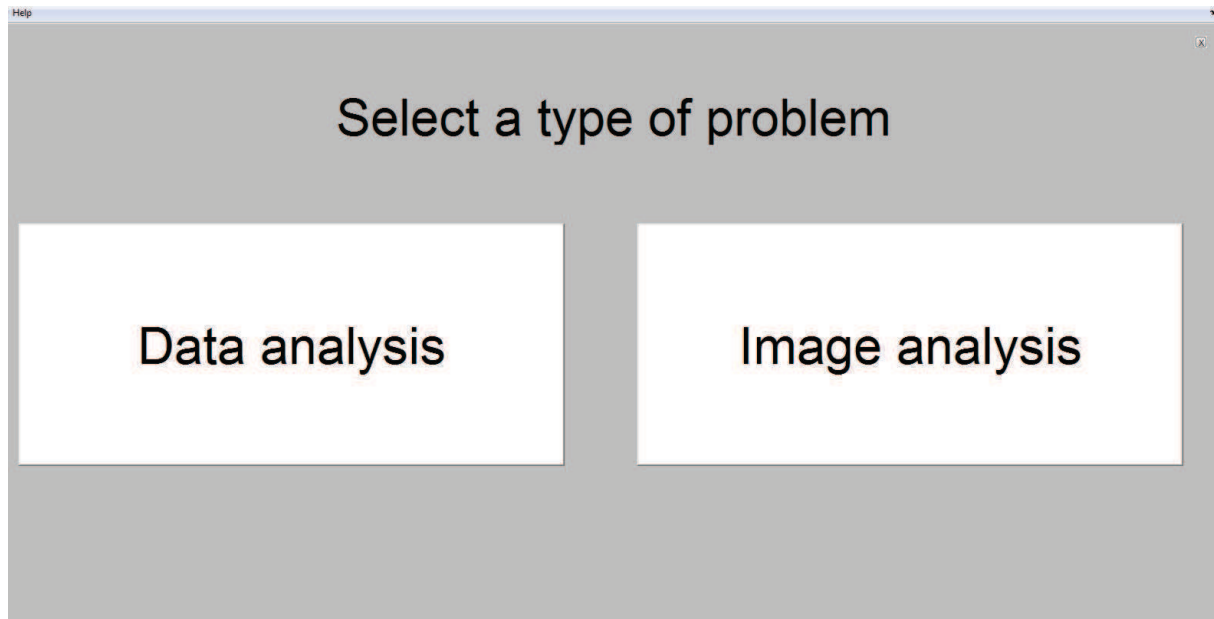 Help
X
Select a type of problem
Data analysis
Image analysis